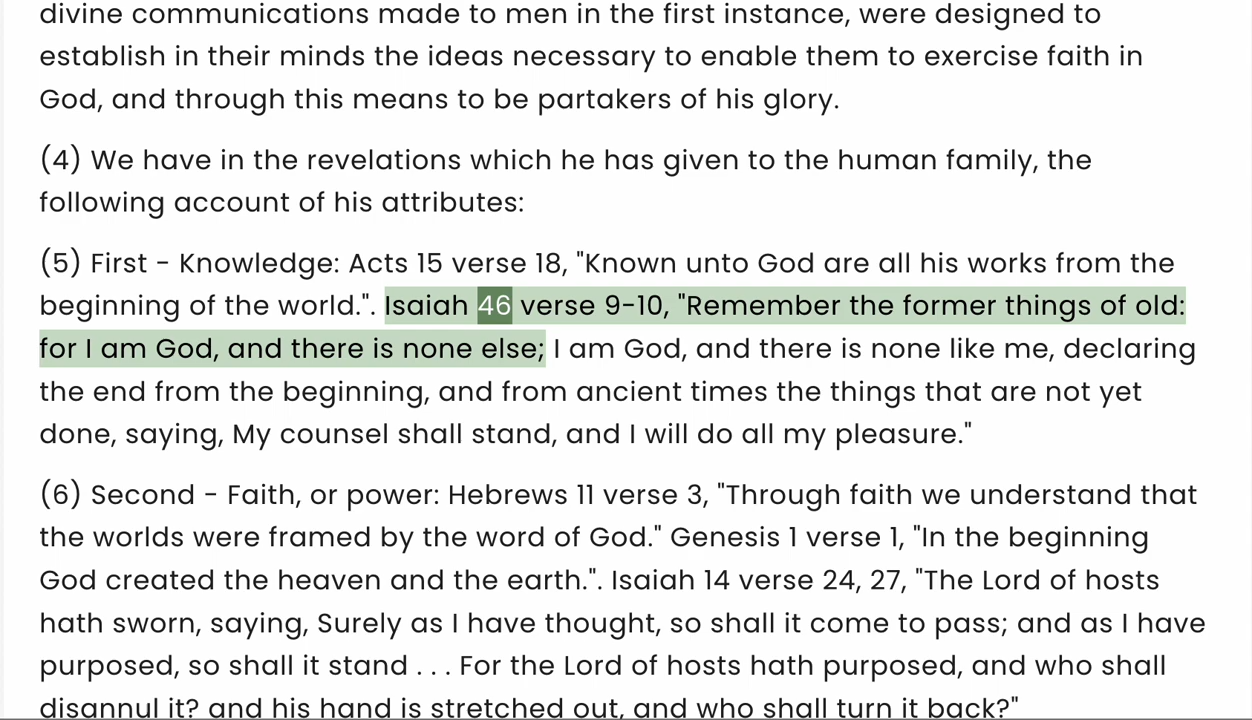 divine communications made to men in the first instance, were designed to
establish in their minds the ideas necessary to enable them to exercise faith in
God, and through this means to be partakers of his glory.
(4) We have in the revelations which he has given to the human family, the
following account of his attributes:
(5) First - Knowledge: Acts 15 verse 18, "Known unto God are all his works from the
beginning of the world.". Isaiah 46 verse 9-10, "Remember the former things of old:
for I am God, and there is none else; I am God, and there is none like me, declaring
the end from the beginning, and from ancient times the things that are not yet
done, saying, My counsel shall stand, and I will do all my pleasure."
(6) Second - Faith, or power: Hebrews 11 verse 3, "Through faith we understand that
the worlds were framed by the word of God." Genesis 1 verse 1, "In the beginning
God created the heaven and the earth.". Isaiah 14 verse 24, 27, "The Lord of hosts
hath sworn, saying, Surely as I have thought, so shall it come to pass; and as I have
purposed, so shall it stand . . . For the Lord of hosts hath purposed, and who shall
disannul it? and his hand is stretched out, and who shall turn it back?"